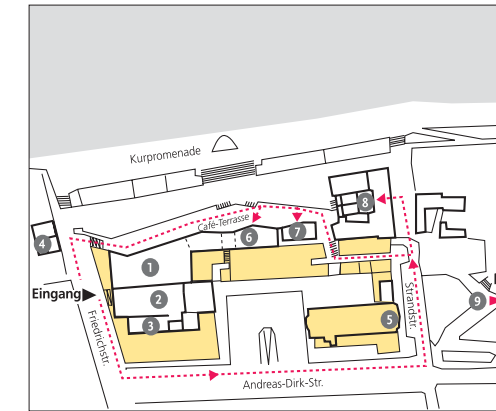 Kurpromenade
Café-Terrasse
8
4
6
7
1
Eingang
2
9
3
5
Friedrichstr.
Strandstr.
Andreas-Dirk-Str.